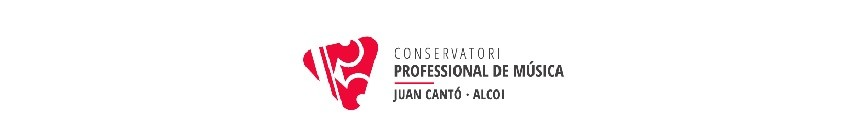 CONSERVATORI
PROFESSIONAL DE MÚSICA
JUAN CANTÓ · ALCOI